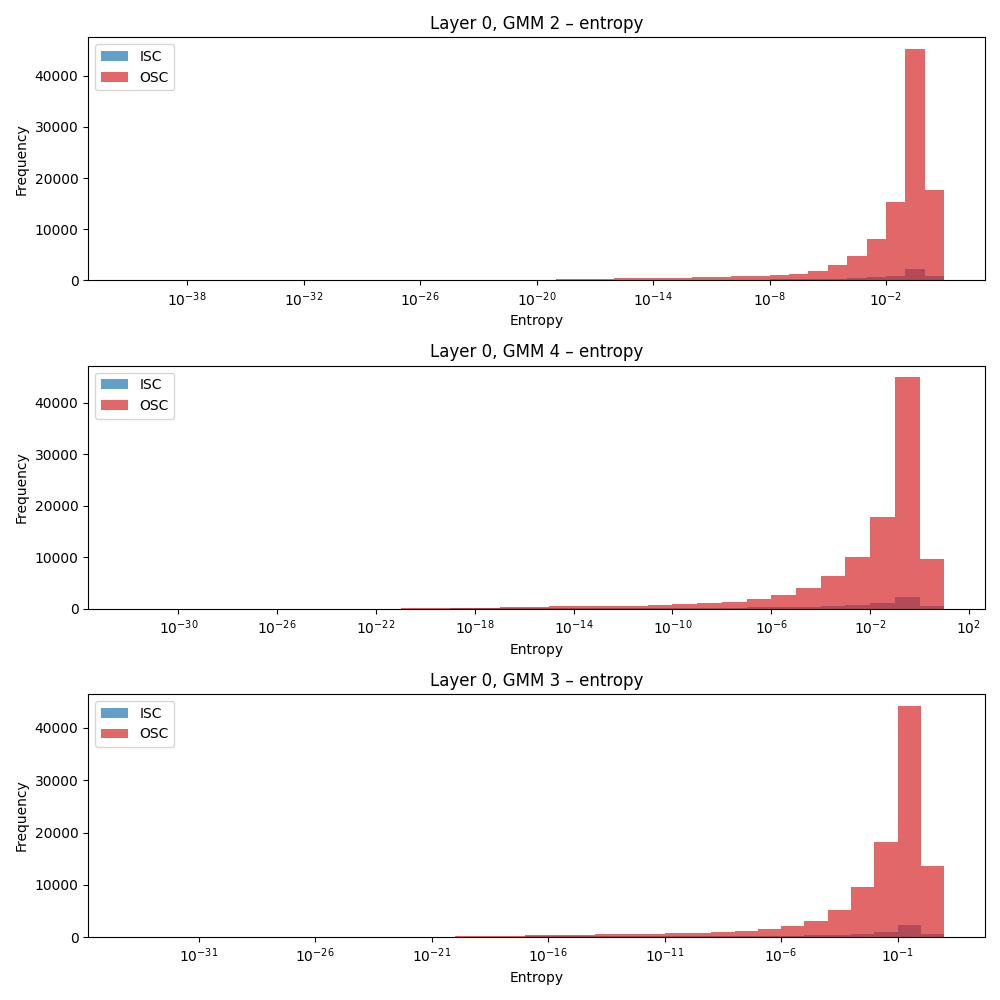 Layer 0, GMM 2 – entropy
ISC
OSC
Frequency
40000
30000
20000
10000
0
10⁻³⁸ 10⁻³² 10⁻²⁶ 10⁻²⁰ 10⁻¹⁴ 10⁻⁸ 10⁻²
Entropy
Layer 0, GMM 4 – entropy
ISC
OSC
Frequency
40000
30000
20000
10000
0
10⁻³⁰ 10⁻²⁶ 10⁻²² 10⁻¹⁸ 10⁻¹⁴ 10⁻¹⁰ 10⁻⁶ 10⁻² 10²
Entropy
Layer 0, GMM 3 – entropy
ISC
OSC
Frequency
40000
30000
20000
10000
0
10⁻³¹ 10⁻²⁶ 10⁻²¹ 10⁻¹⁶ 10⁻¹¹ 10⁻⁶ 10⁻¹
Entropy